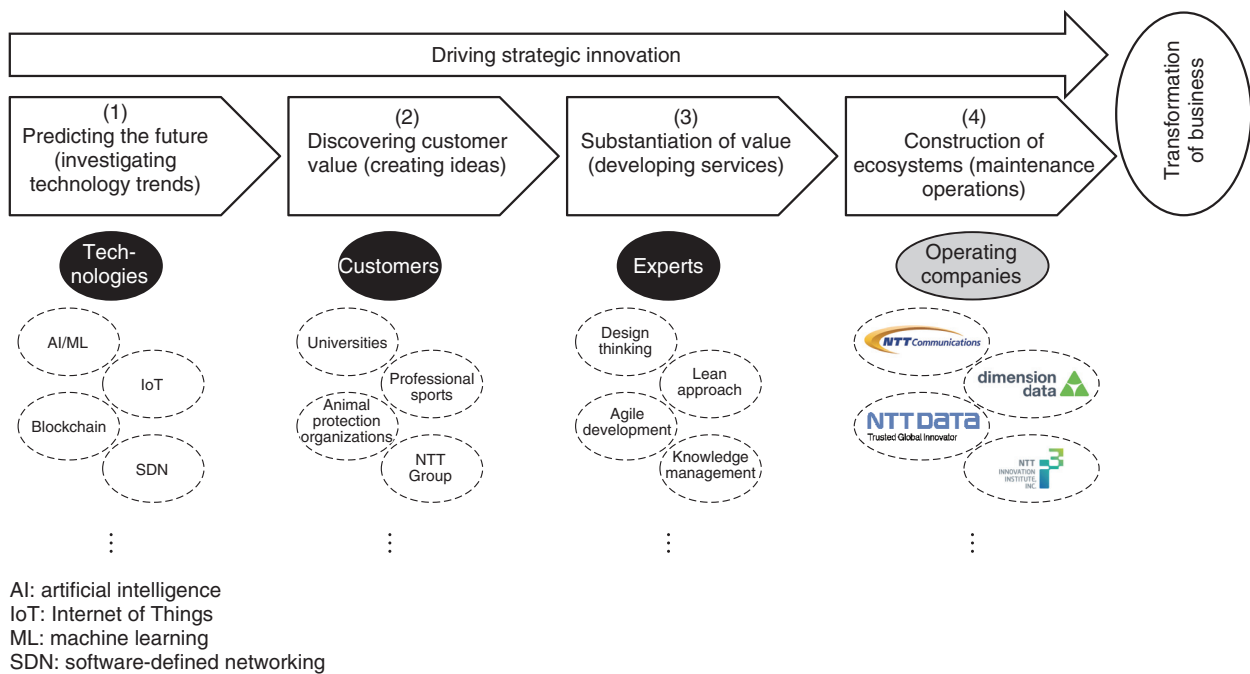 Driving strategic innovation
Transformation
of business
(1)
Predicting the future
(investigating
technology trends)
(2)
Discovering customer
value (creating ideas)
(3)
Substantiation of value
(developing services)
(4)
Construction of
ecosystems (maintenance
operations)
Tech-
nologies
AI/ML
IoT
Blockchain
SDN
⋮
Customers
Universities
Professional
sports
Animal
protection
organizations
NTT
Group
⋮
Experts
Design
thinking
Lean
approach
Agile
development
Knowledge
management
⋮
Operating
companies
NTT Communications
dimension
data
NTT DATA
Trusted Global Innovator
NTT
INNOVATION
INSTITUTE,
INC.
i3
⋮
AI: artificial intelligence
IoT: Internet of Things
ML: machine learning
SDN: software-defined networking